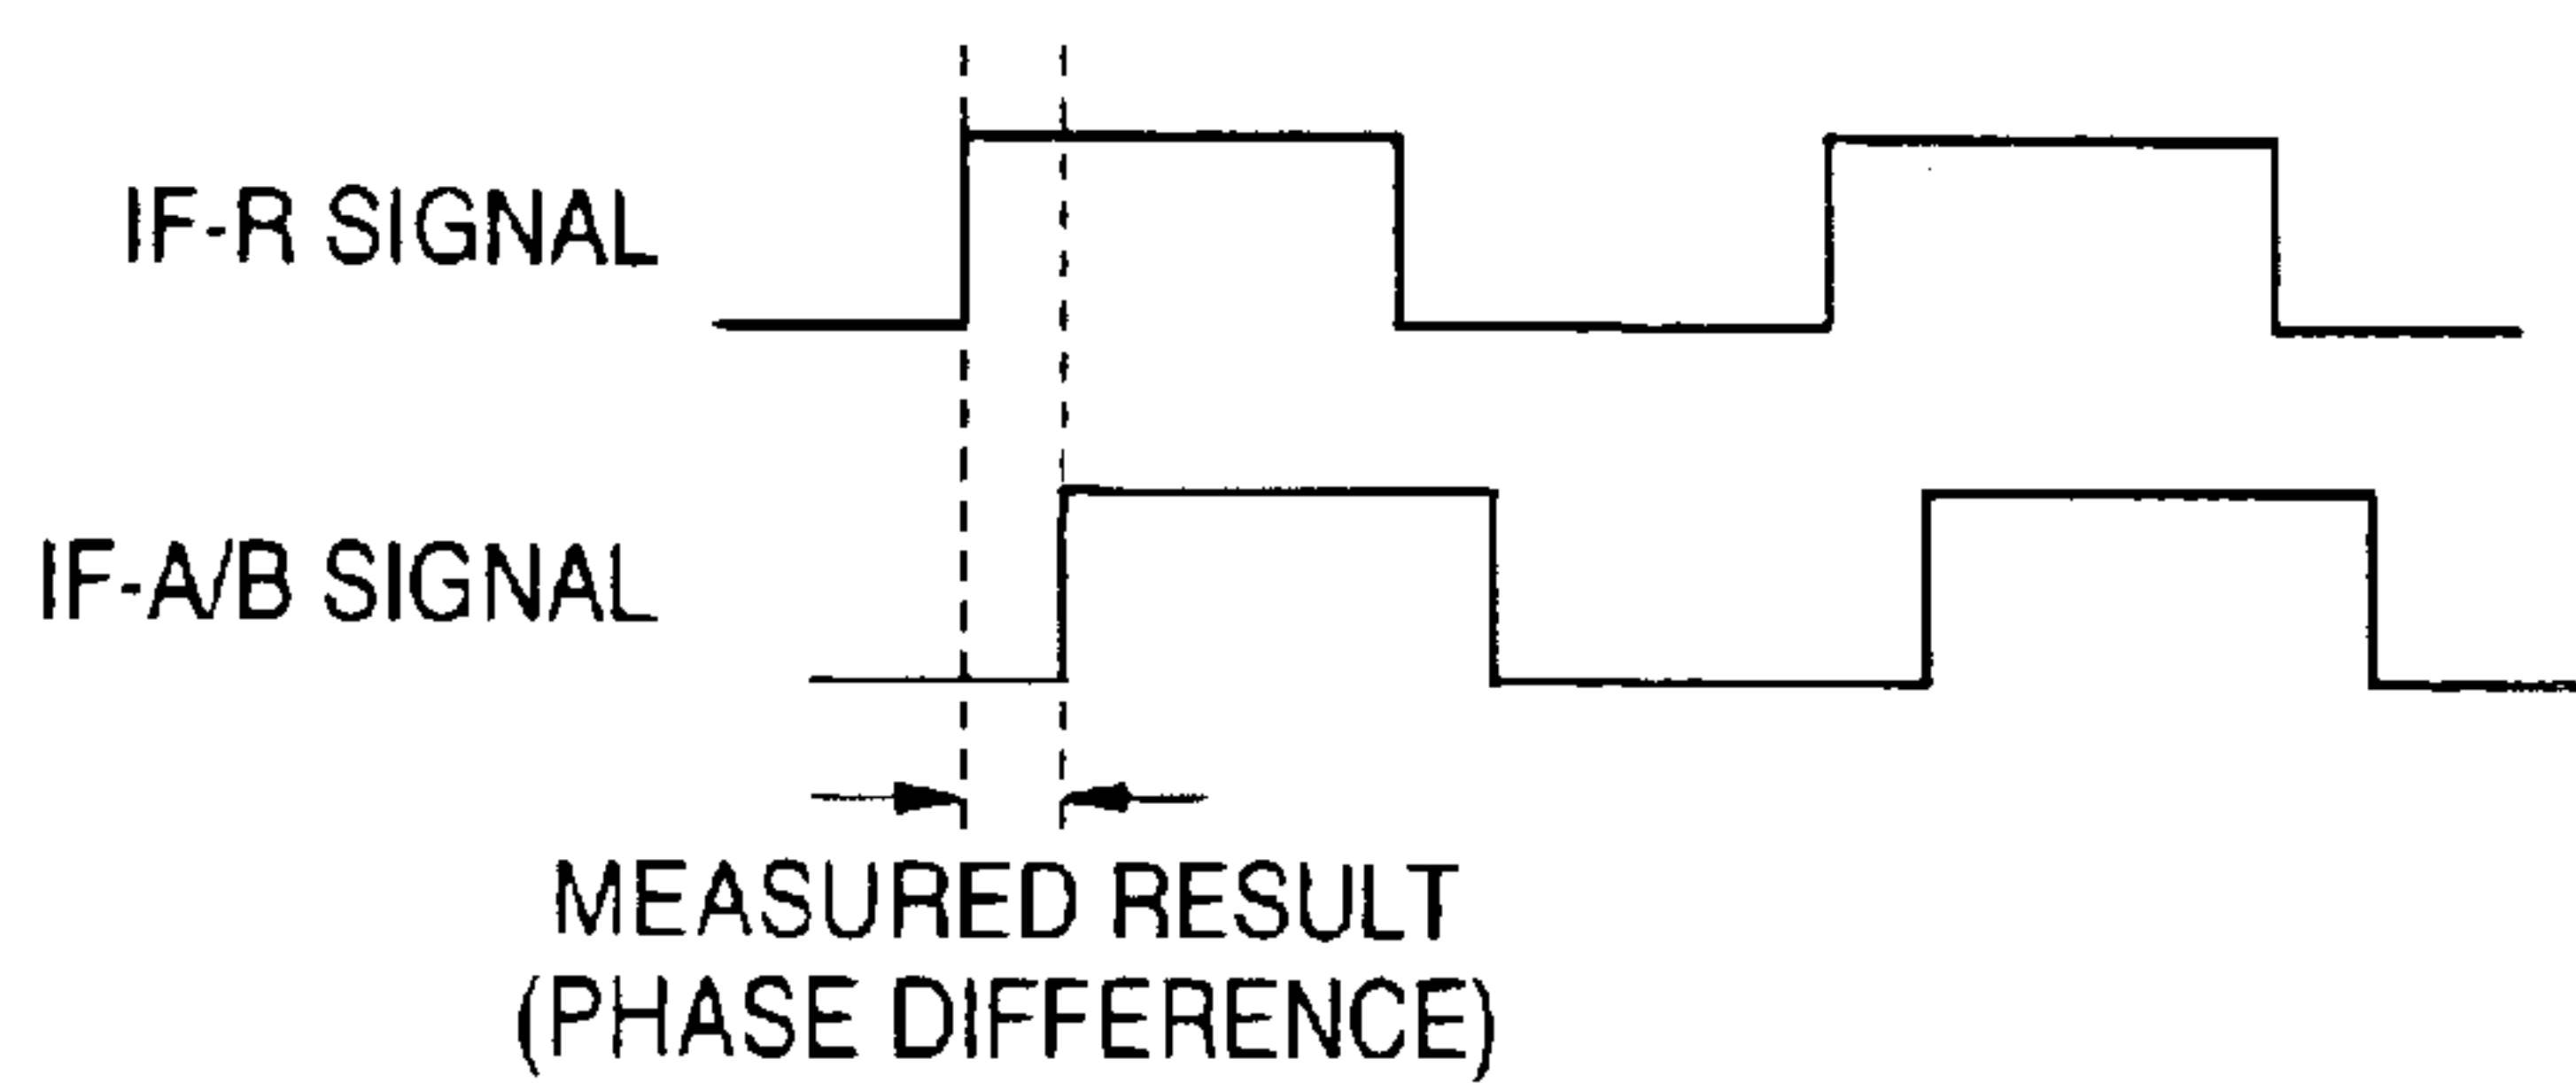 IF-R SIGNAL
IF-A/B SIGNAL
MEASURED RESULT
(PHASE DIFFERENCE)